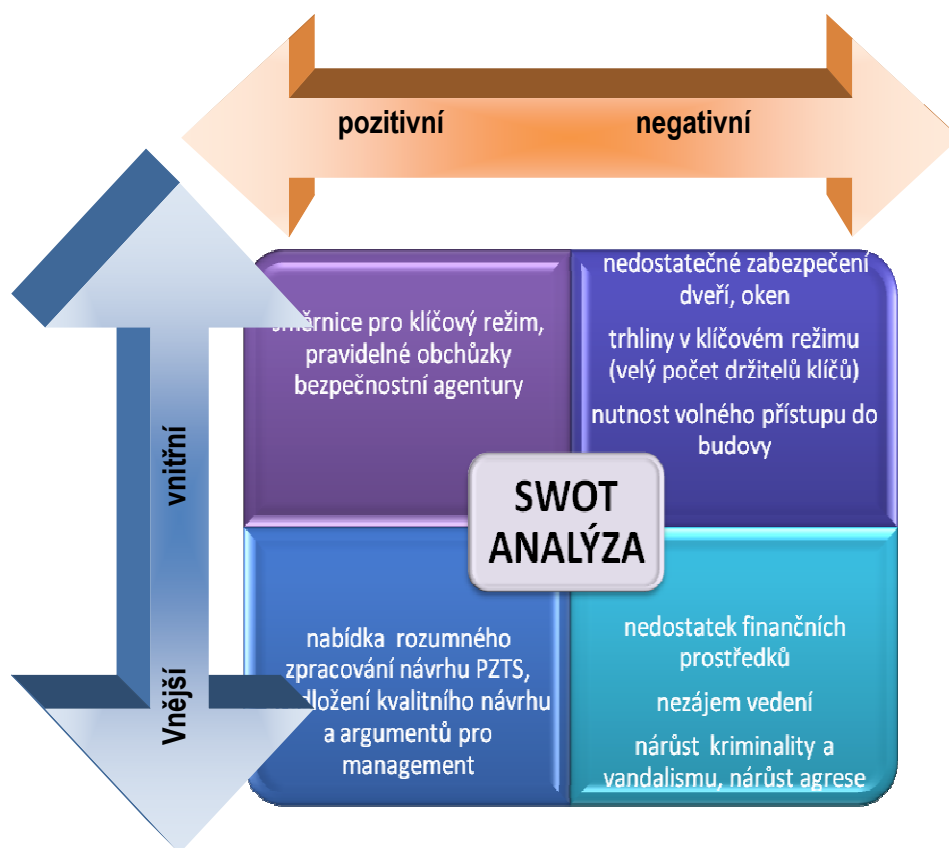 pozitivní
negativní
vnitřní
Vnější
směrnice pro klíčový režim,
pravidelné obchůzky
bezpečnostní agentury
nedostatečné zabezpečení
dveří, oken
trhliny v klíčovém režimu
(velý počet držitelů klíčů)
nutnost volného přístupu do
budovy
SWOT
ANALÝZA
nabídka rozumného
zpracování návrhu PZTS,
kvalitního návrhu
a argumentů pro
management
nedostatek finančních
prostředků
nezájem vedení
nárůst kriminality a
vandalismu, nárůst agrese